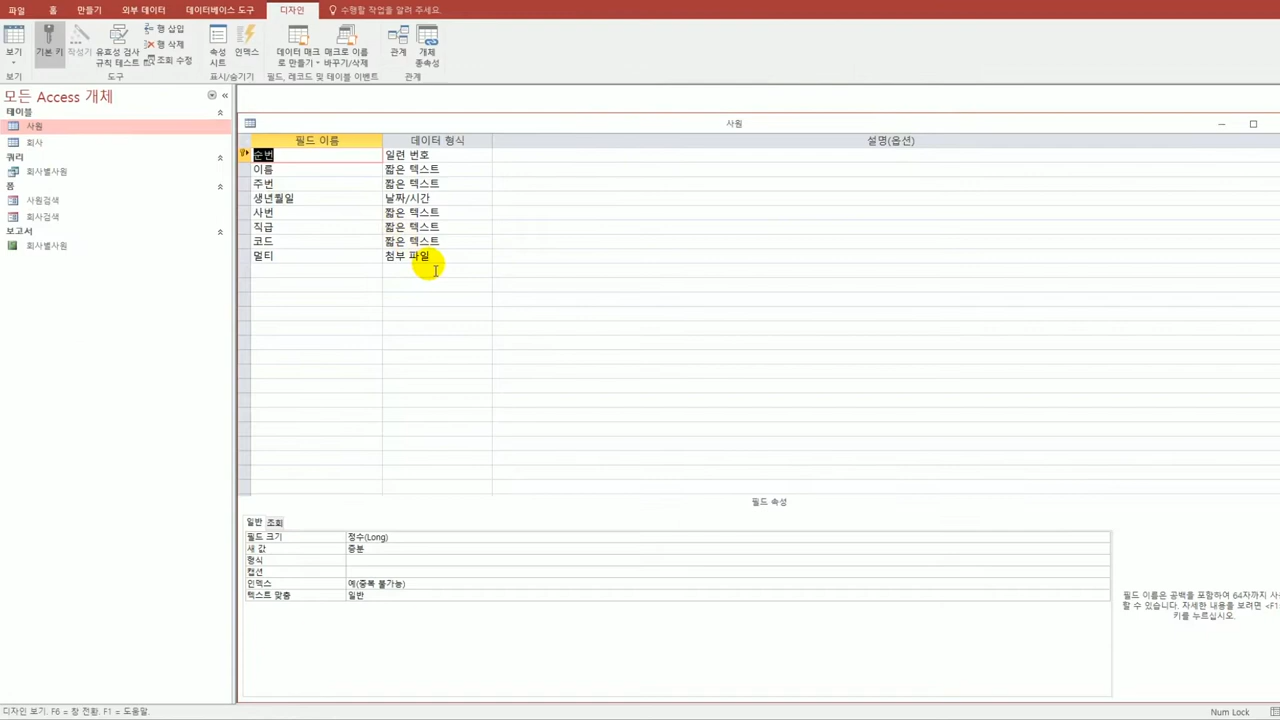 파일 홈 만들기 외부 데이터 데이터베이스 도구 디자인 수행할 작업을 알려 주세요.
보기
기본 키
작성기
유효성 검사
규칙 테스트
행 삽입
행 삭제
조회 수정
속성
시트
인덱스
데이터 매크
로 만들기
매크로 이름
바꾸기/삭제
관계
개체
종속성
보기 도구 표시/숨기기 필드, 레코드 및 테이블 이벤트 관계
모든 Access 개체
테이블
사원
회사
쿼리
회사별사원
폼
사원검색
회사검색
보고서
회사별사원
사원
필드 이름 데이터 형식 설명(옵션)
순번 일련 번호
이름 짧은 텍스트
주번 짧은 텍스트
생년월일 날짜/시간
사번 짧은 텍스트
직급 짧은 텍스트
코드 짧은 텍스트
멀티 첨부 파일
필드 속성
일반 조회
필드 크기 정수(Long)
새 값 증분
형식
캡션
인덱스 예(중복 불가능)
텍스트 맞춤 일반
필드 이름은 공백을 포함하여 64자까지 사
할 수 있습니다. 자세한 내용을 보려면 <F1
키를 누르십시오.
디자인 보기. F6 = 창 전환. F1 = 도움말. Num Lock